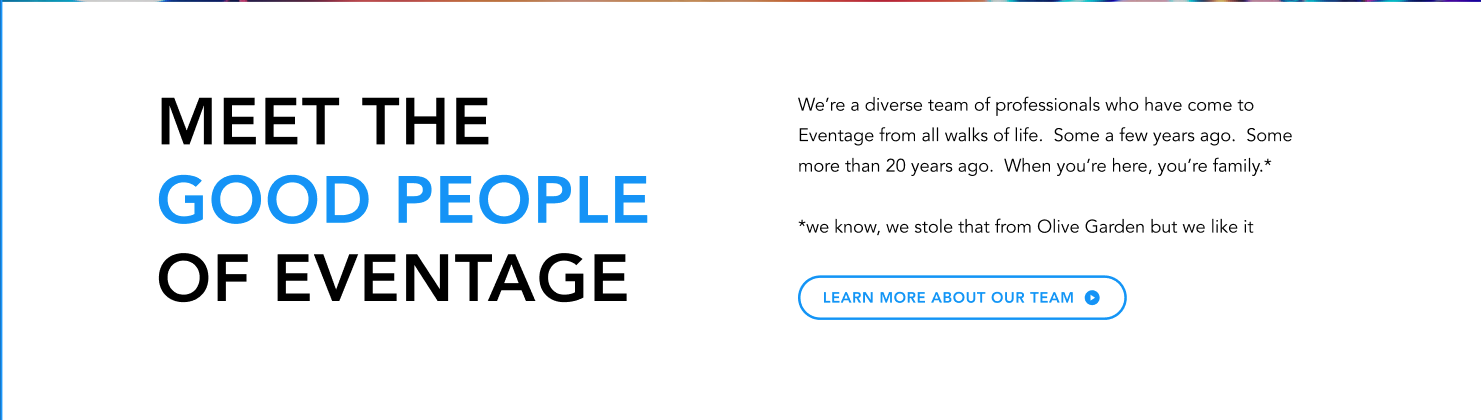 MEET THE
GOOD PEOPLE
OF EVENTAGE
We’re a diverse team of professionals who have come to
Eventage from all walks of life.  Some a few years ago.  Some
more than 20 years ago.  When you’re here, you’re family.*
*we know, we stole that from Olive Garden but we like it
LEARN MORE ABOUT OUR TEAM